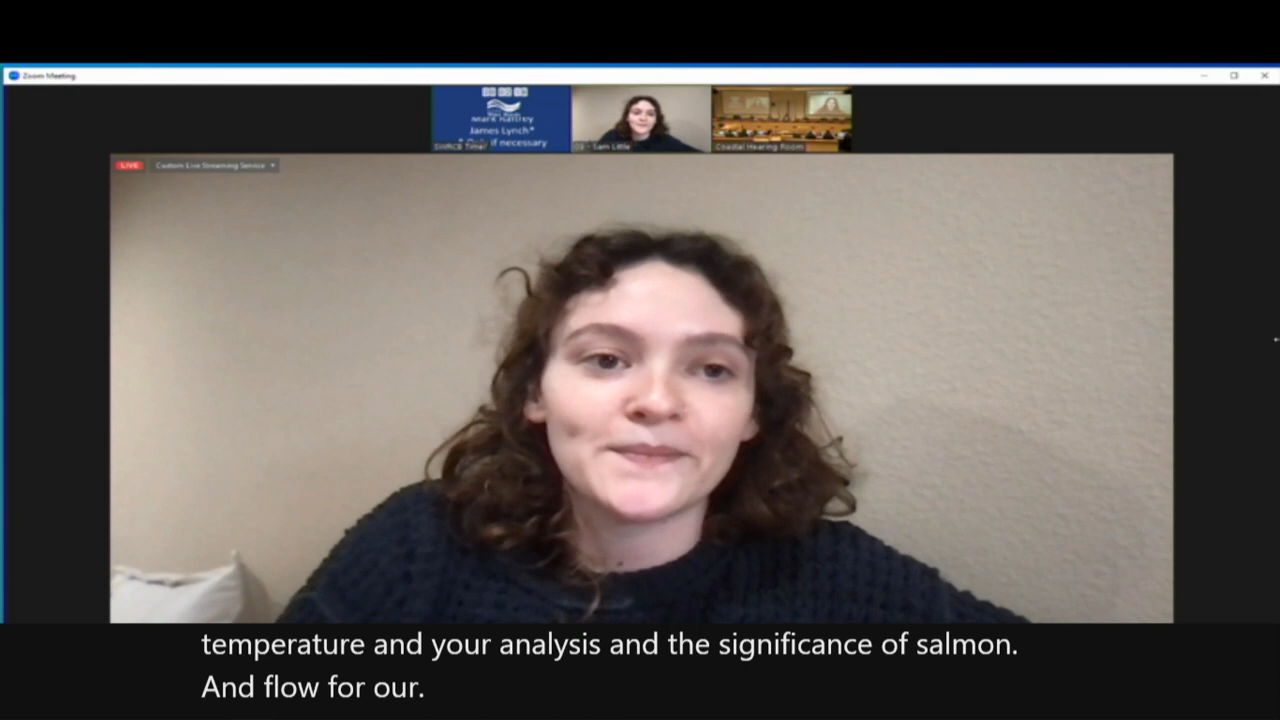 Zoom Meeting
Mark Rattrey
James Lynch*
if necessary
SWRCB Timer
03 - Sam Little
Coastal Hearing Room
LIVE
Custom Live Streaming Service
temperature and your analysis and the significance of salmon.
And flow for our.